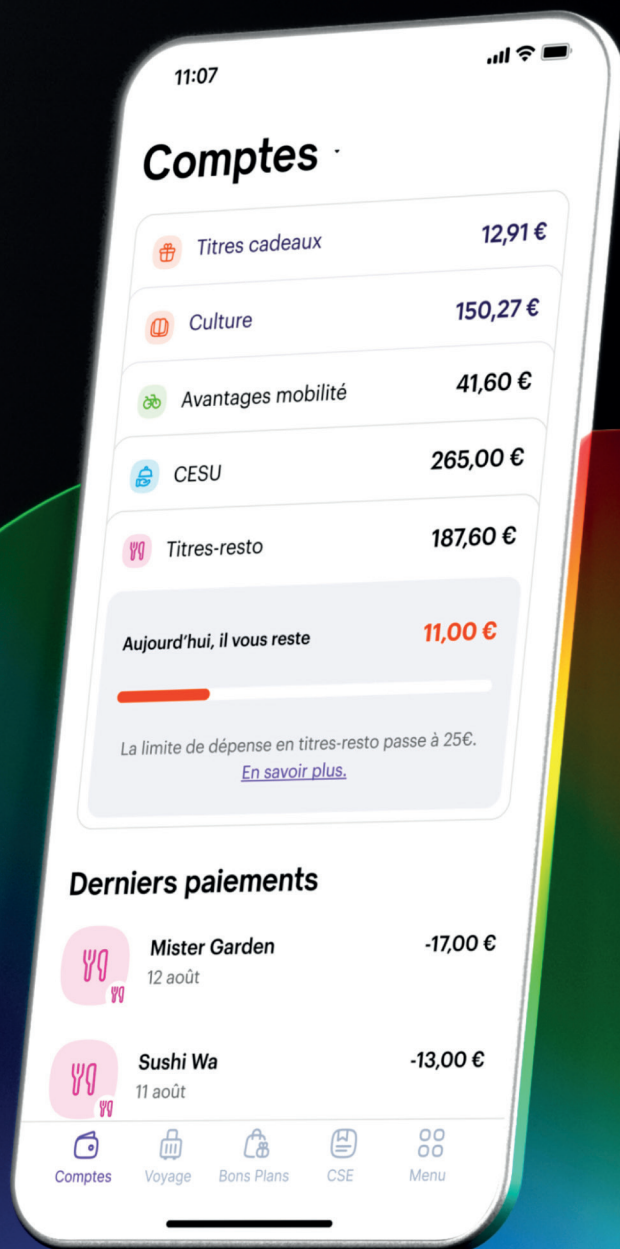 11:07
Comptes
Titres cadeaux 12,91 €
Culture 150,27 €
Avantages mobilité 41,60 €
CESU 265,00 €
Titres-resto 187,60 €
Aujourd'hui, il vous reste 11,00 €
La limite de dépense en titres-resto passe à 25€.
En savoir plus.
Derniers paiements
Mister Garden -17,00 €
12 août
Sushi Wa -13,00 €
11 août
Comptes Voyage Bons Plans CSE Menu